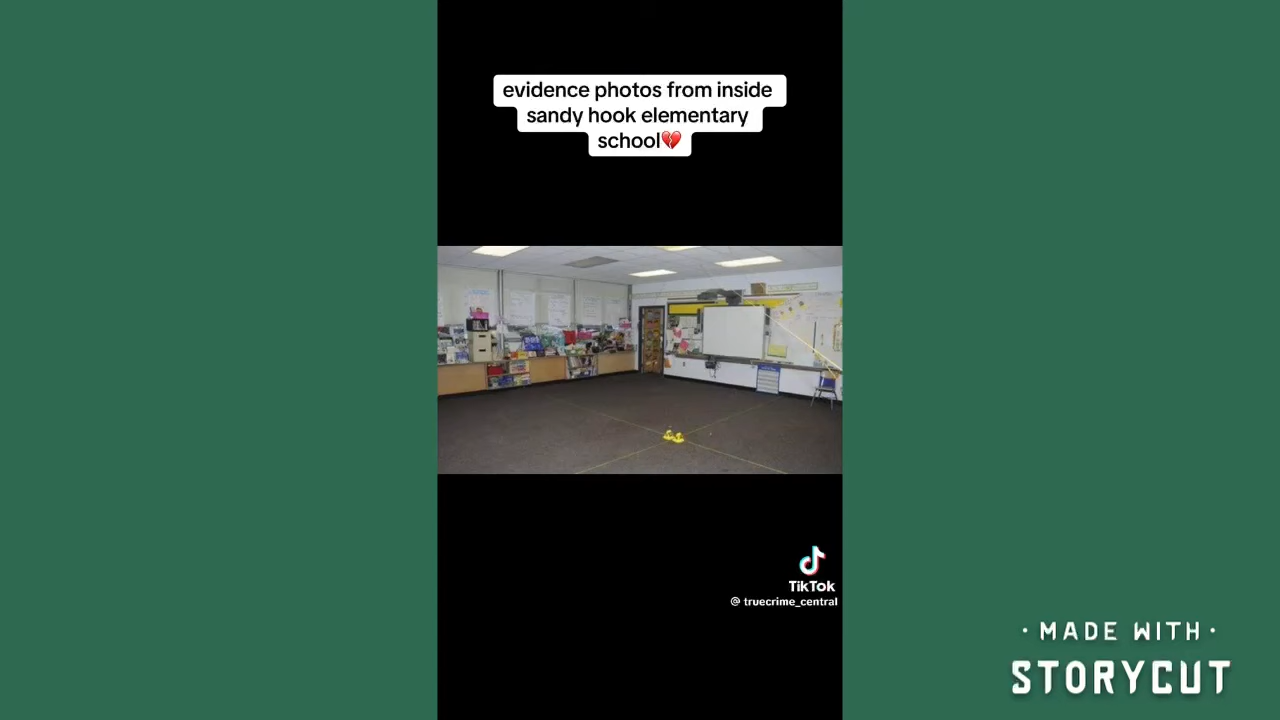 evidence photos from inside
sandy hook elementary
school💔
TikTok
@ truecrime_central
· MADE WITH ·
STORYCUT